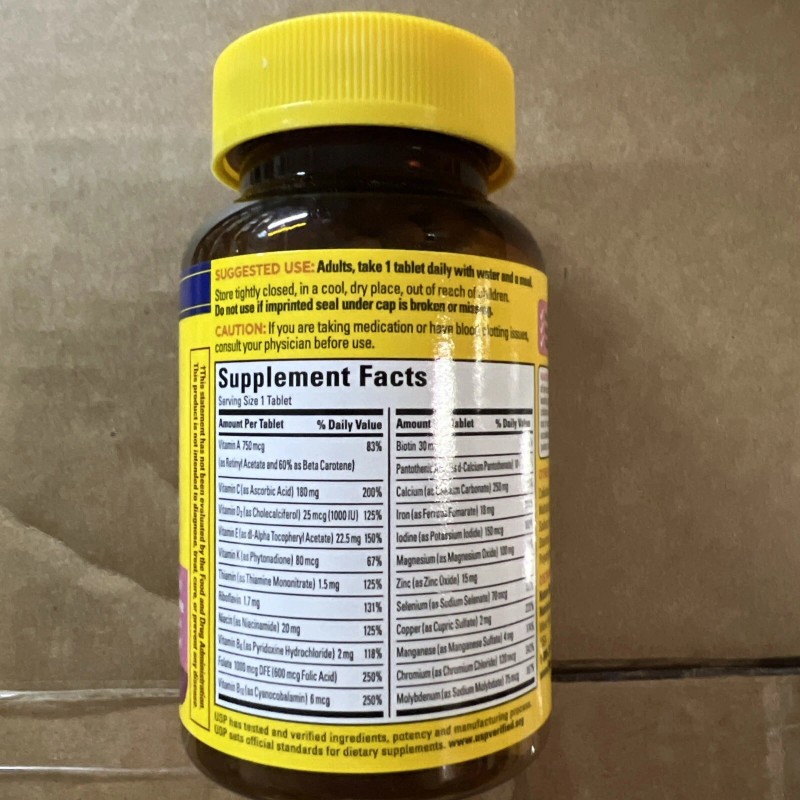 SUGGESTED USE: Adults, take 1 tablet daily with water and a meal.
Store tightly closed, in a cool, dry place, out of reach of children.
Do not use if imprinted seal under cap is broken or missing.
CAUTION: If you are taking medication or have blood clotting issues,
consult your physician before use.
Supplement Facts
Serving Size 1 Tablet
Amount Per Tablet % Daily Value
Vitamin A 750 mcg 83%
(as Retinyl Acetate and 60% as Beta Carotene)
Vitamin C (as Ascorbic Acid) 180 mg 200%
Vitamin D3 (as Cholecalciferol) 25 mcg (1000 IU) 125%
Vitamin E (as dl-Alpha Tocopheryl Acetate) 22.5 mg 150%
Vitamin K (as Phytonadione) 80 mcg 67%
Thiamin (as Thiamine Mononitrate) 1.5 mg 125%
Riboflavin 1.7 mg 131%
Niacin (as Niacinamide) 20 mg 125%
Vitamin B6 (as Pyridoxine Hydrochloride) 2 mg 118%
Folate 1000 mcg DFE (600 mcg Folic Acid) 250%
Vitamin B12 (as Cyanocobalamin) 6 mcg 250%
Amount Tablet % Daily Value
Biotin 30
Pantothenic d-Calcium Pantothenate)
Calcium (as Calcium Carbonate) 250 mg
Iron (as Ferrous Fumarate) 18 mg
Iodine (as Potassium Iodide) 150 mcg
Magnesium (as Magnesium Oxide) 100 mg
Zinc (as Zinc Oxide) 15 mg
Selenium (as Sodium Selenate) 70 mcg
Copper (as Cupric Sulfate) 2 mg
Manganese (as Manganese Sulfate) 4 mg
Chromium (as Chromium Chloride) 120 mcg
Molybdenum (as Sodium Molybdate) 75 mcg
USP has tested and verified ingredients, potency and manufacturing process.
USP sets official standards for dietary supplements. www.uspverified.org
†This statement has not been evaluated by the Food and Drug Administration
This product is not intended to diagnose, treat, cure, or prevent any disease